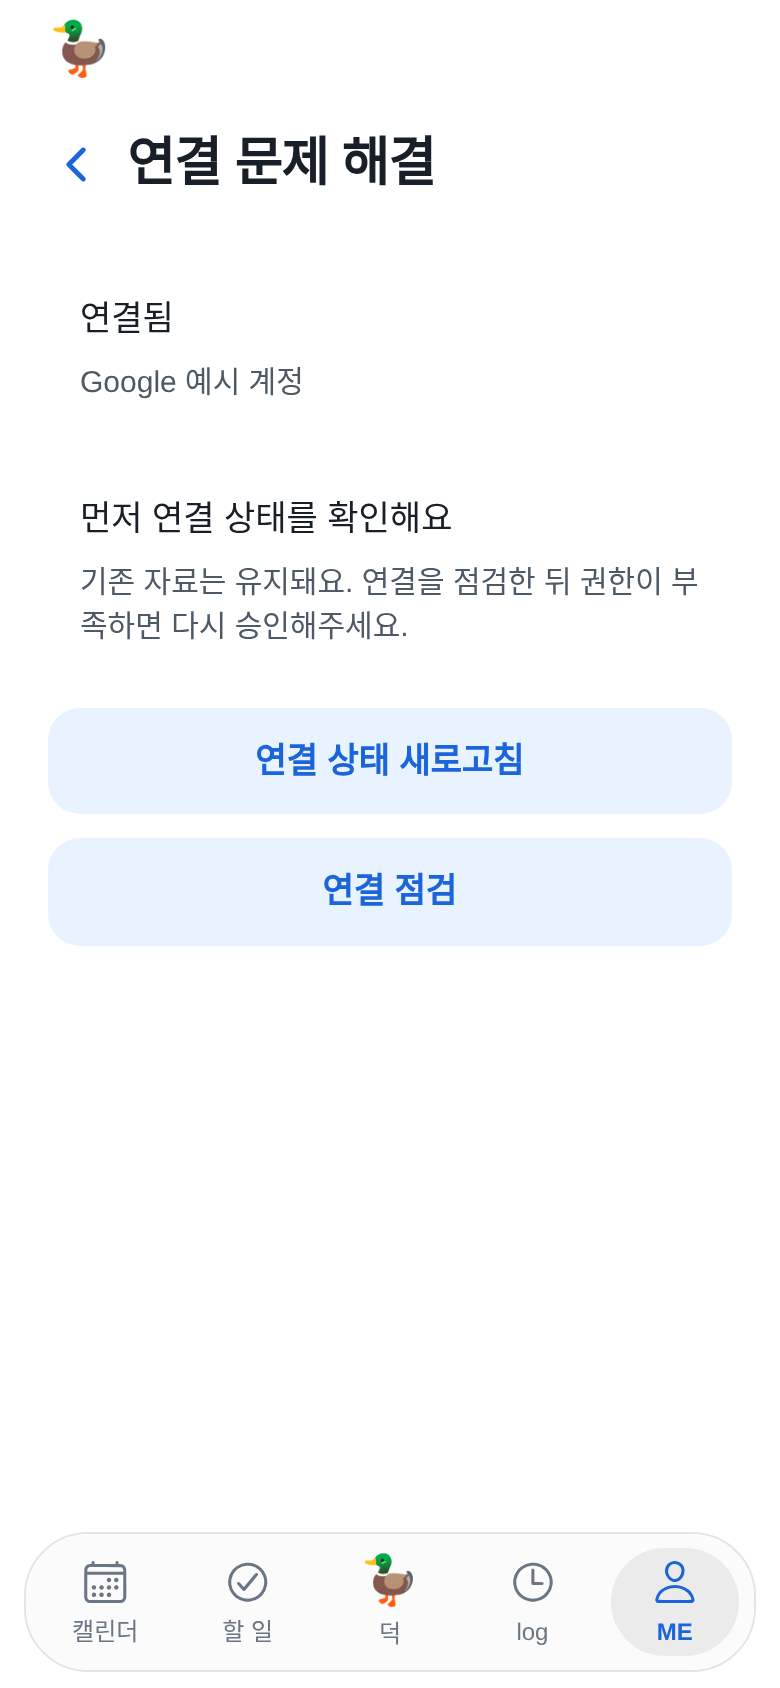 연결 문제 해결
연결됨
Google 예시 계정
먼저 연결 상태를 확인해요
기존 자료는 유지돼요. 연결을 점검한 뒤 권한이 부
족하면 다시 승인해주세요.
연결 상태 새로고침
연결 점검
캘린더
할 일
덕
log
ME